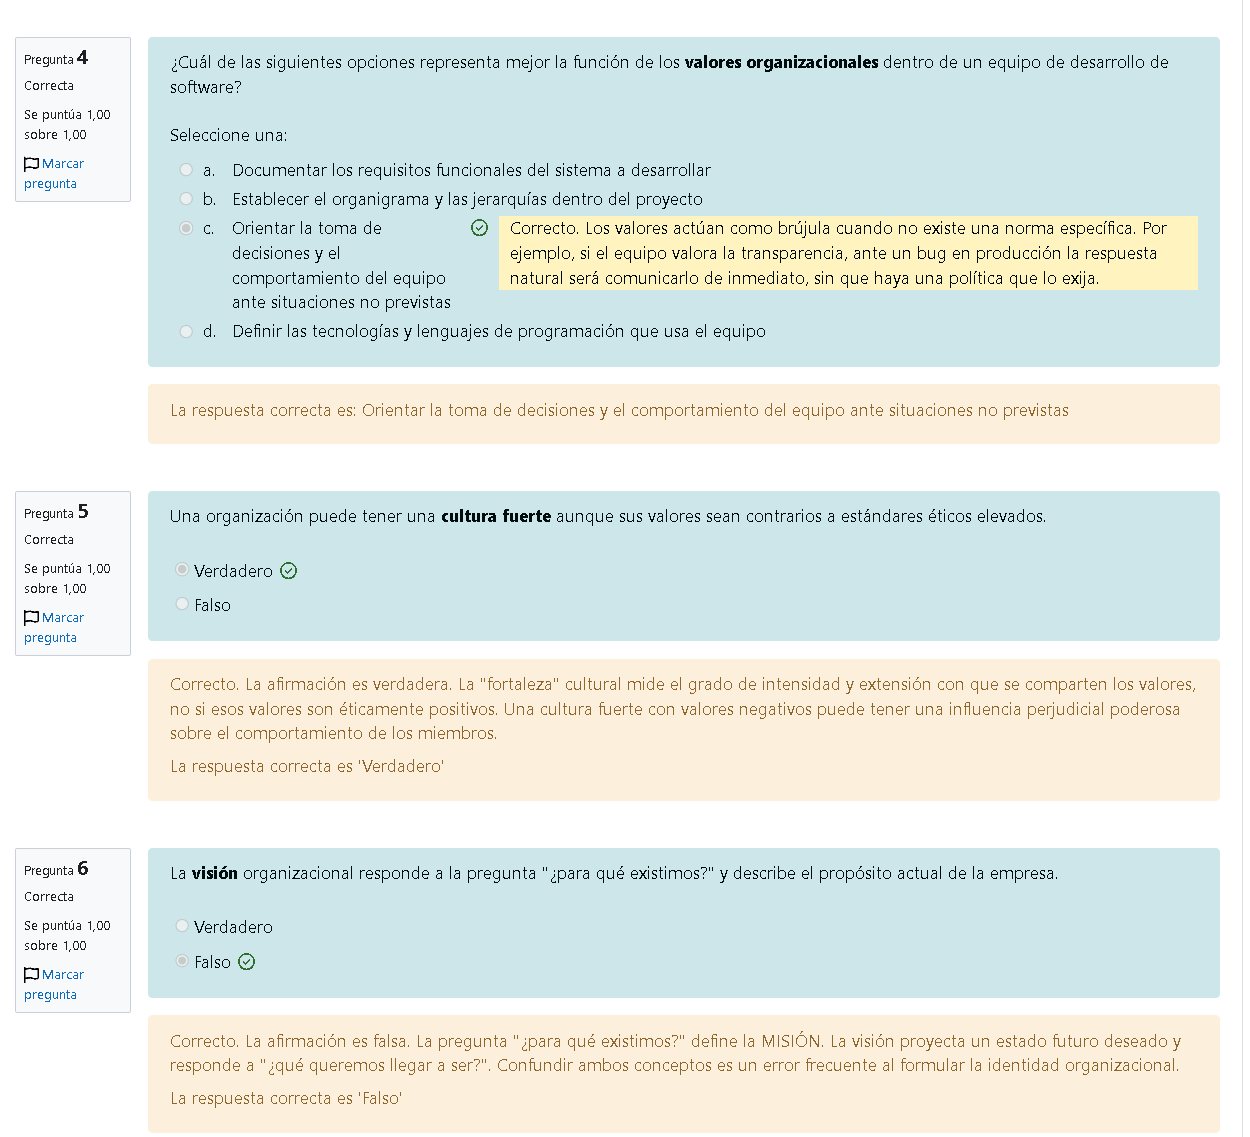 Pregunta 4
Correcta
Se puntúa 1,00
sobre 1,00
Marcar
pregunta
¿Cuál de las siguientes opciones representa mejor la función de los valores organizacionales dentro de un equipo de desarrollo de
software?
Seleccione una:
a. Documentar los requisitos funcionales del sistema a desarrollar
b. Establecer el organigrama y las jerarquías dentro del proyecto
c. Orientar la toma de
decisiones y el
comportamiento del equipo
ante situaciones no previstas
Correcto. Los valores actúan como brújula cuando no existe una norma específica. Por
ejemplo, si el equipo valora la transparencia, ante un bug en producción la respuesta
natural será comunicarlo de inmediato, sin que haya una política que lo exija.
d. Definir las tecnologías y lenguajes de programación que usa el equipo
La respuesta correcta es: Orientar la toma de decisiones y el comportamiento del equipo ante situaciones no previstas
Pregunta 5
Correcta
Se puntúa 1,00
sobre 1,00
Marcar
pregunta
Una organización puede tener una cultura fuerte aunque sus valores sean contrarios a estándares éticos elevados.
Verdadero
Falso
Correcto. La afirmación es verdadera. La "fortaleza" cultural mide el grado de intensidad y extensión con que se comparten los valores,
no si esos valores son éticamente positivos. Una cultura fuerte con valores negativos puede tener una influencia perjudicial poderosa
sobre el comportamiento de los miembros.
La respuesta correcta es 'Verdadero'
Pregunta 6
Correcta
Se puntúa 1,00
sobre 1,00
Marcar
pregunta
La visión organizacional responde a la pregunta "¿para qué existimos?" y describe el propósito actual de la empresa.
Verdadero
Falso
Correcto. La afirmación es falsa. La pregunta "¿para qué existimos?" define la MISIÓN. La visión proyecta un estado futuro deseado y
responde a "¿qué queremos llegar a ser?". Confundir ambos conceptos es un error frecuente al formular la identidad organizacional.
La respuesta correcta es 'Falso'